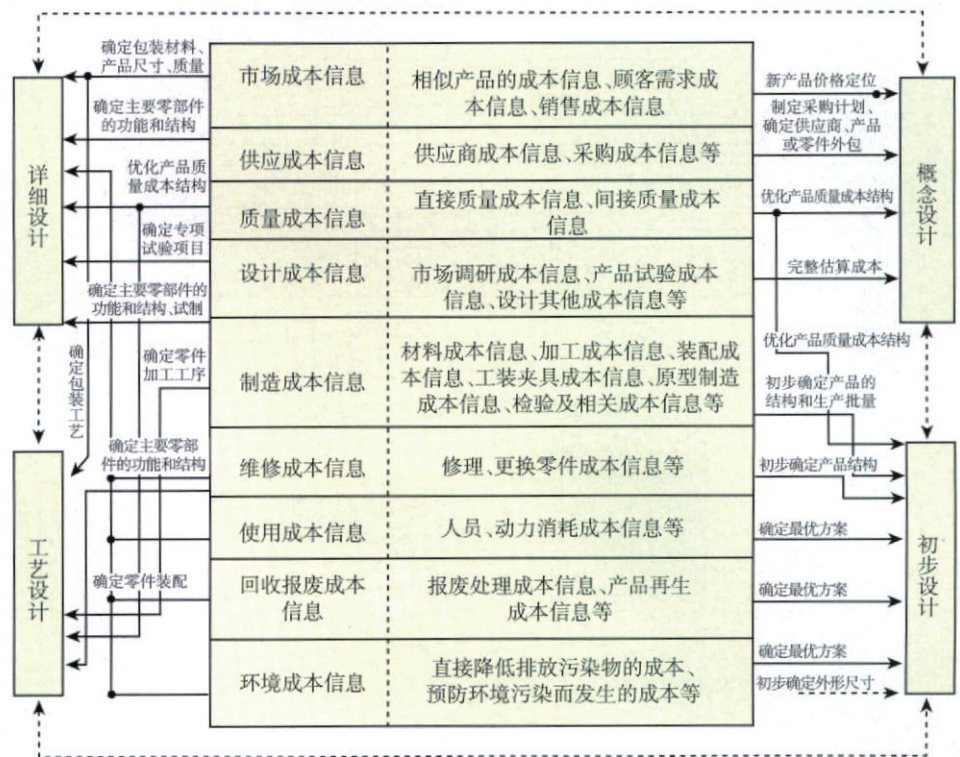 确定包装材料、
产品尺寸、质量
确定主要零部件
的功能和结构
优化产品质
量成本结构
确定专项
试验项目
确定主要零部件的
功能和结构、试制
确定包装工艺
确定零件
加工工序
确定主要零部
件的功能和结构
确定零件装配
详细设计
工艺设计
市场成本信息
相似产品的成本信息、顾客需求成
本信息、销售成本信息
供应成本信息
供应商成本信息、采购成本信息等
质量成本信息
直接质量成本信息、间接质量成本
信息
设计成本信息
市场调研成本信息、产品试验成本
信息、设计其他成本信息等
制造成本信息
材料成本信息、加工成本信息、装配成
本信息、工装夹具成本信息、原型制造
成本信息、检验及相关成本信息等
维修成本信息
修理、更换零件成本信息等
使用成本信息
人员、动力消耗成本信息等
回收报废成本
信息
报废处理成本信息、产品再生
成本信息等
环境成本信息
直接降低排放污染物的成本、
预防环境污染而发生的成本等
新产品价格定位
制定采购计划、
确定供应商、产品
或零件外包
优化产品质量成本结构
完整估算成本
优化产品质量成本结构
初步确定产品的
结构和生产批量
初步确定产品结构
确定最优方案
确定最优方案
确定最优方案
初步确定外形尺寸
概念设计
初步设计